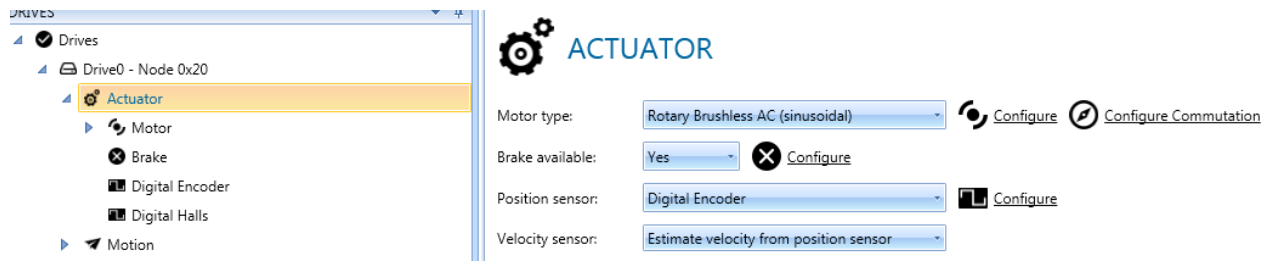 DRIVES
Drives
Drive0 - Node 0x20
Actuator
Motor
Brake
Digital Encoder
Digital Halls
Motion
ACTUATOR
Motor type: Rotary Brushless AC (sinusoidal) Configure Configure Commutation
Brake available: Yes Configure
Position sensor: Digital Encoder Configure
Velocity sensor: Estimate velocity from position sensor